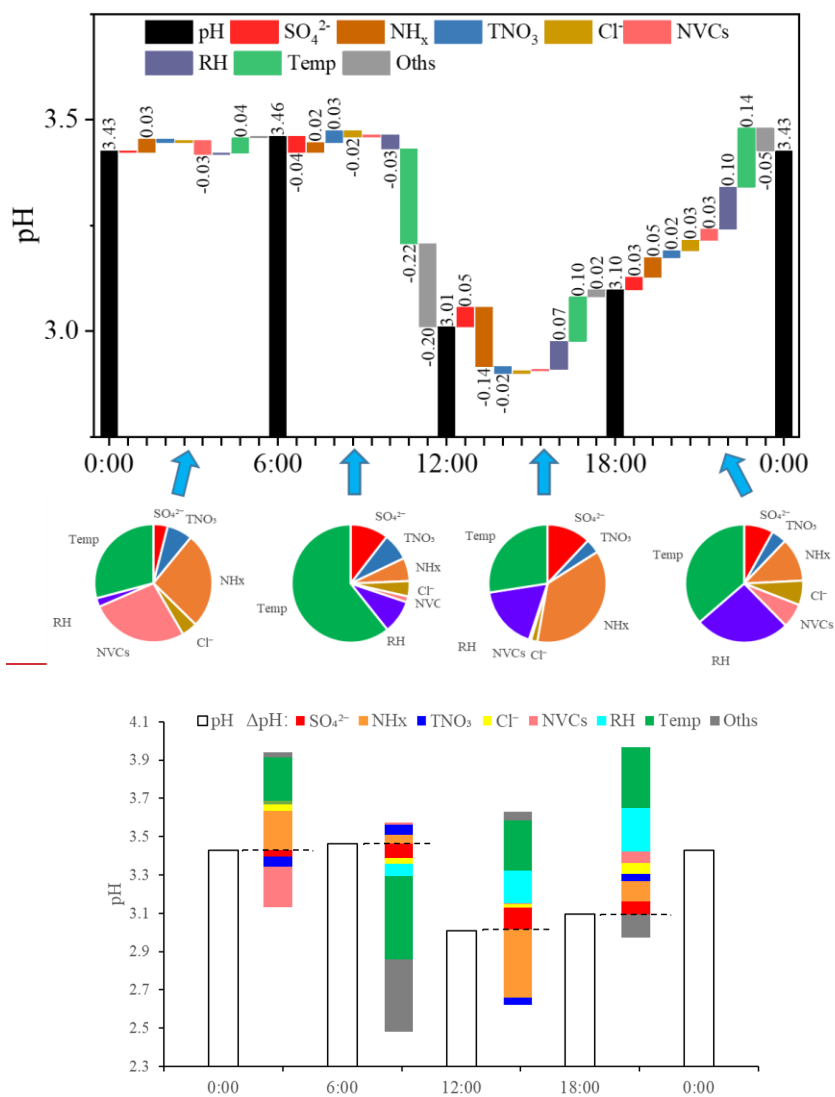 pH SO₄²⁻ NHₓ TNO₃ Cl⁻ NVCs
RH Temp Oths
pH
3.5
3.0
3.43
0.03
-0.03
0.04
3.46
-0.04
0.02
0.03
-0.02
-0.03
-0.22
-0.20
3.01
0.05
-0.14
-0.02
0.07
0.10
0.02
3.10
0.03
0.05
0.02
0.03
0.03
0.10
0.14
-0.05
3.43
0:00 6:00 12:00 18:00 0:00
SO₄²⁻
TNO₃
NHx
Cl⁻
NVCs
RH
Temp
SO₄²⁻
TNO₃
NHx
Cl⁻
NVC
RH
Temp
SO₄²⁻
TNO₃
NHx
Cl⁻
NVCs
RH
Temp
SO₄²⁻
TNO₃
NHx
Cl⁻
NVCs
RH
Temp
pH ΔpH: SO₄²⁻ NHx TNO₃ Cl⁻ NVCs RH Temp Oths
pH
4.1
3.9
3.7
3.5
3.3
3.1
2.9
2.7
2.5
2.3
0:00 6:00 12:00 18:00 0:00